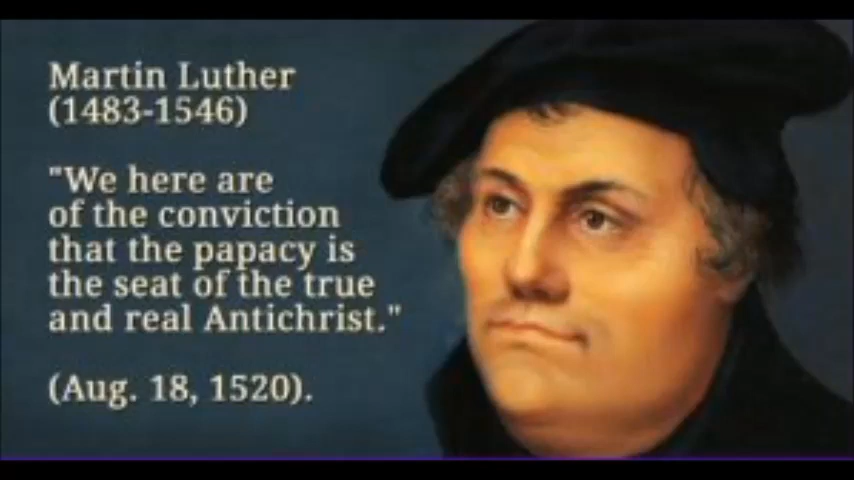 Martin Luther
(1483-1546)
"We here are
of the conviction
that the papacy is
the seat of the true
and real Antichrist."
(Aug. 18, 1520).